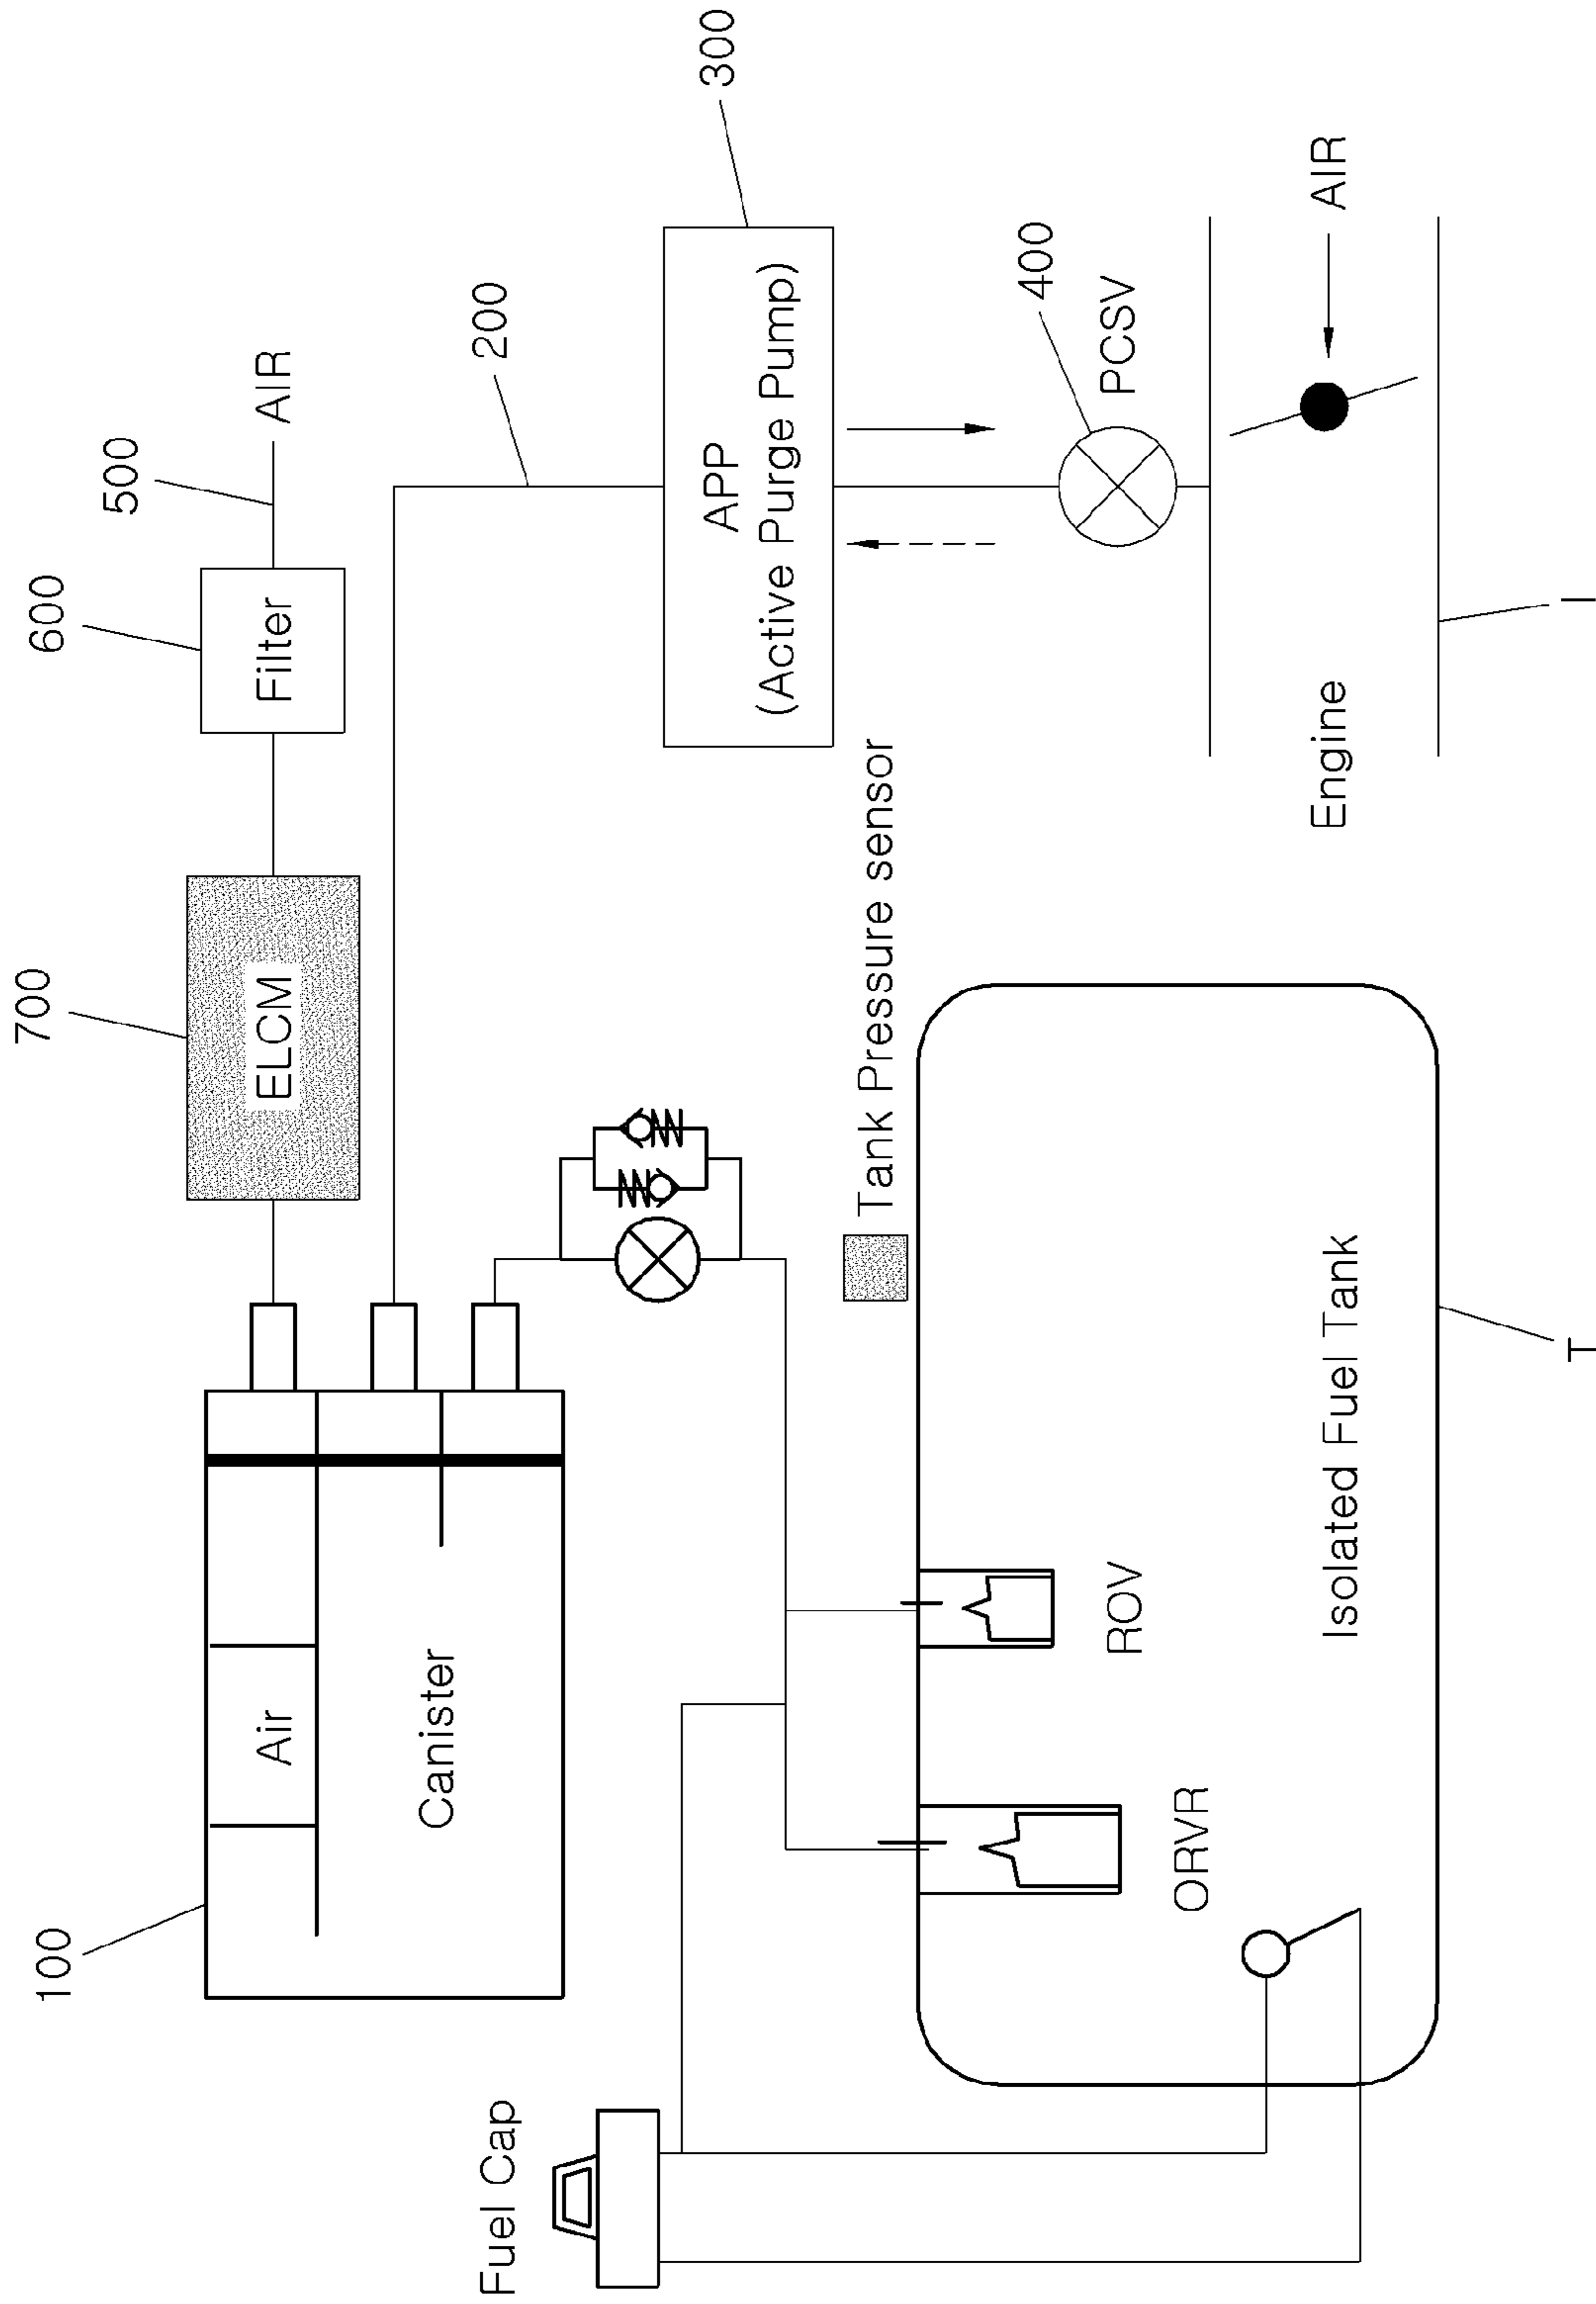 700
600
500
ELCM
Filter
AIR
100
Air
Canister
200
300
APP
(Active Purge Pump)
400
PCSV
AIR
Engine
I
Fuel Cap
Tank Pressure sensor
ROV
ORVR
Isolated Fuel Tank
T